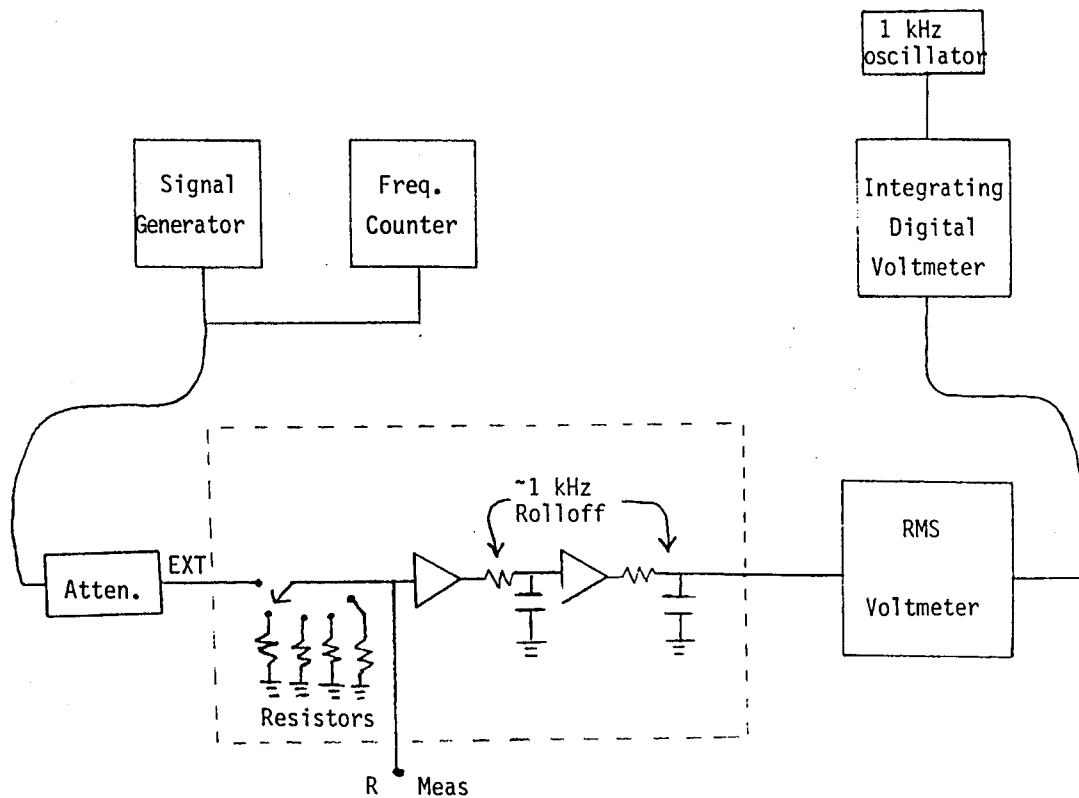 1 kHz
oscillator
Signal
Generator
Freq.
Counter
Integrating
Digital
Voltmeter
~1 kHz
Rolloff
RMS
Voltmeter
EXT
Atten.
Resistors
R Meas